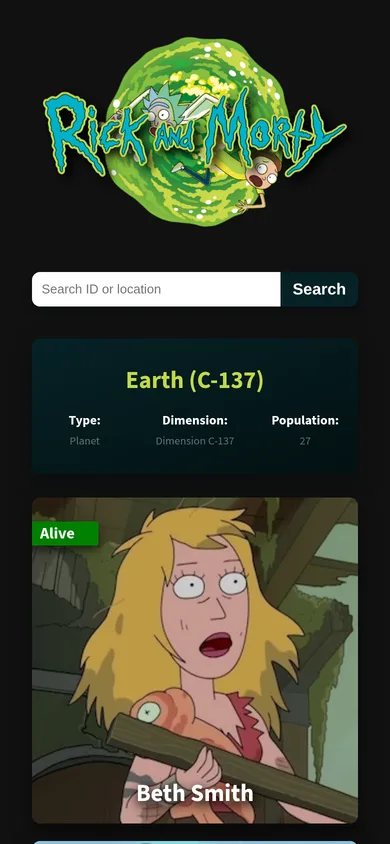 Rick and Morty
Search ID or location
Search
Earth (C-137)
Type: Dimension: Population:
Planet Dimension C-137 27
Alive
Beth Smith